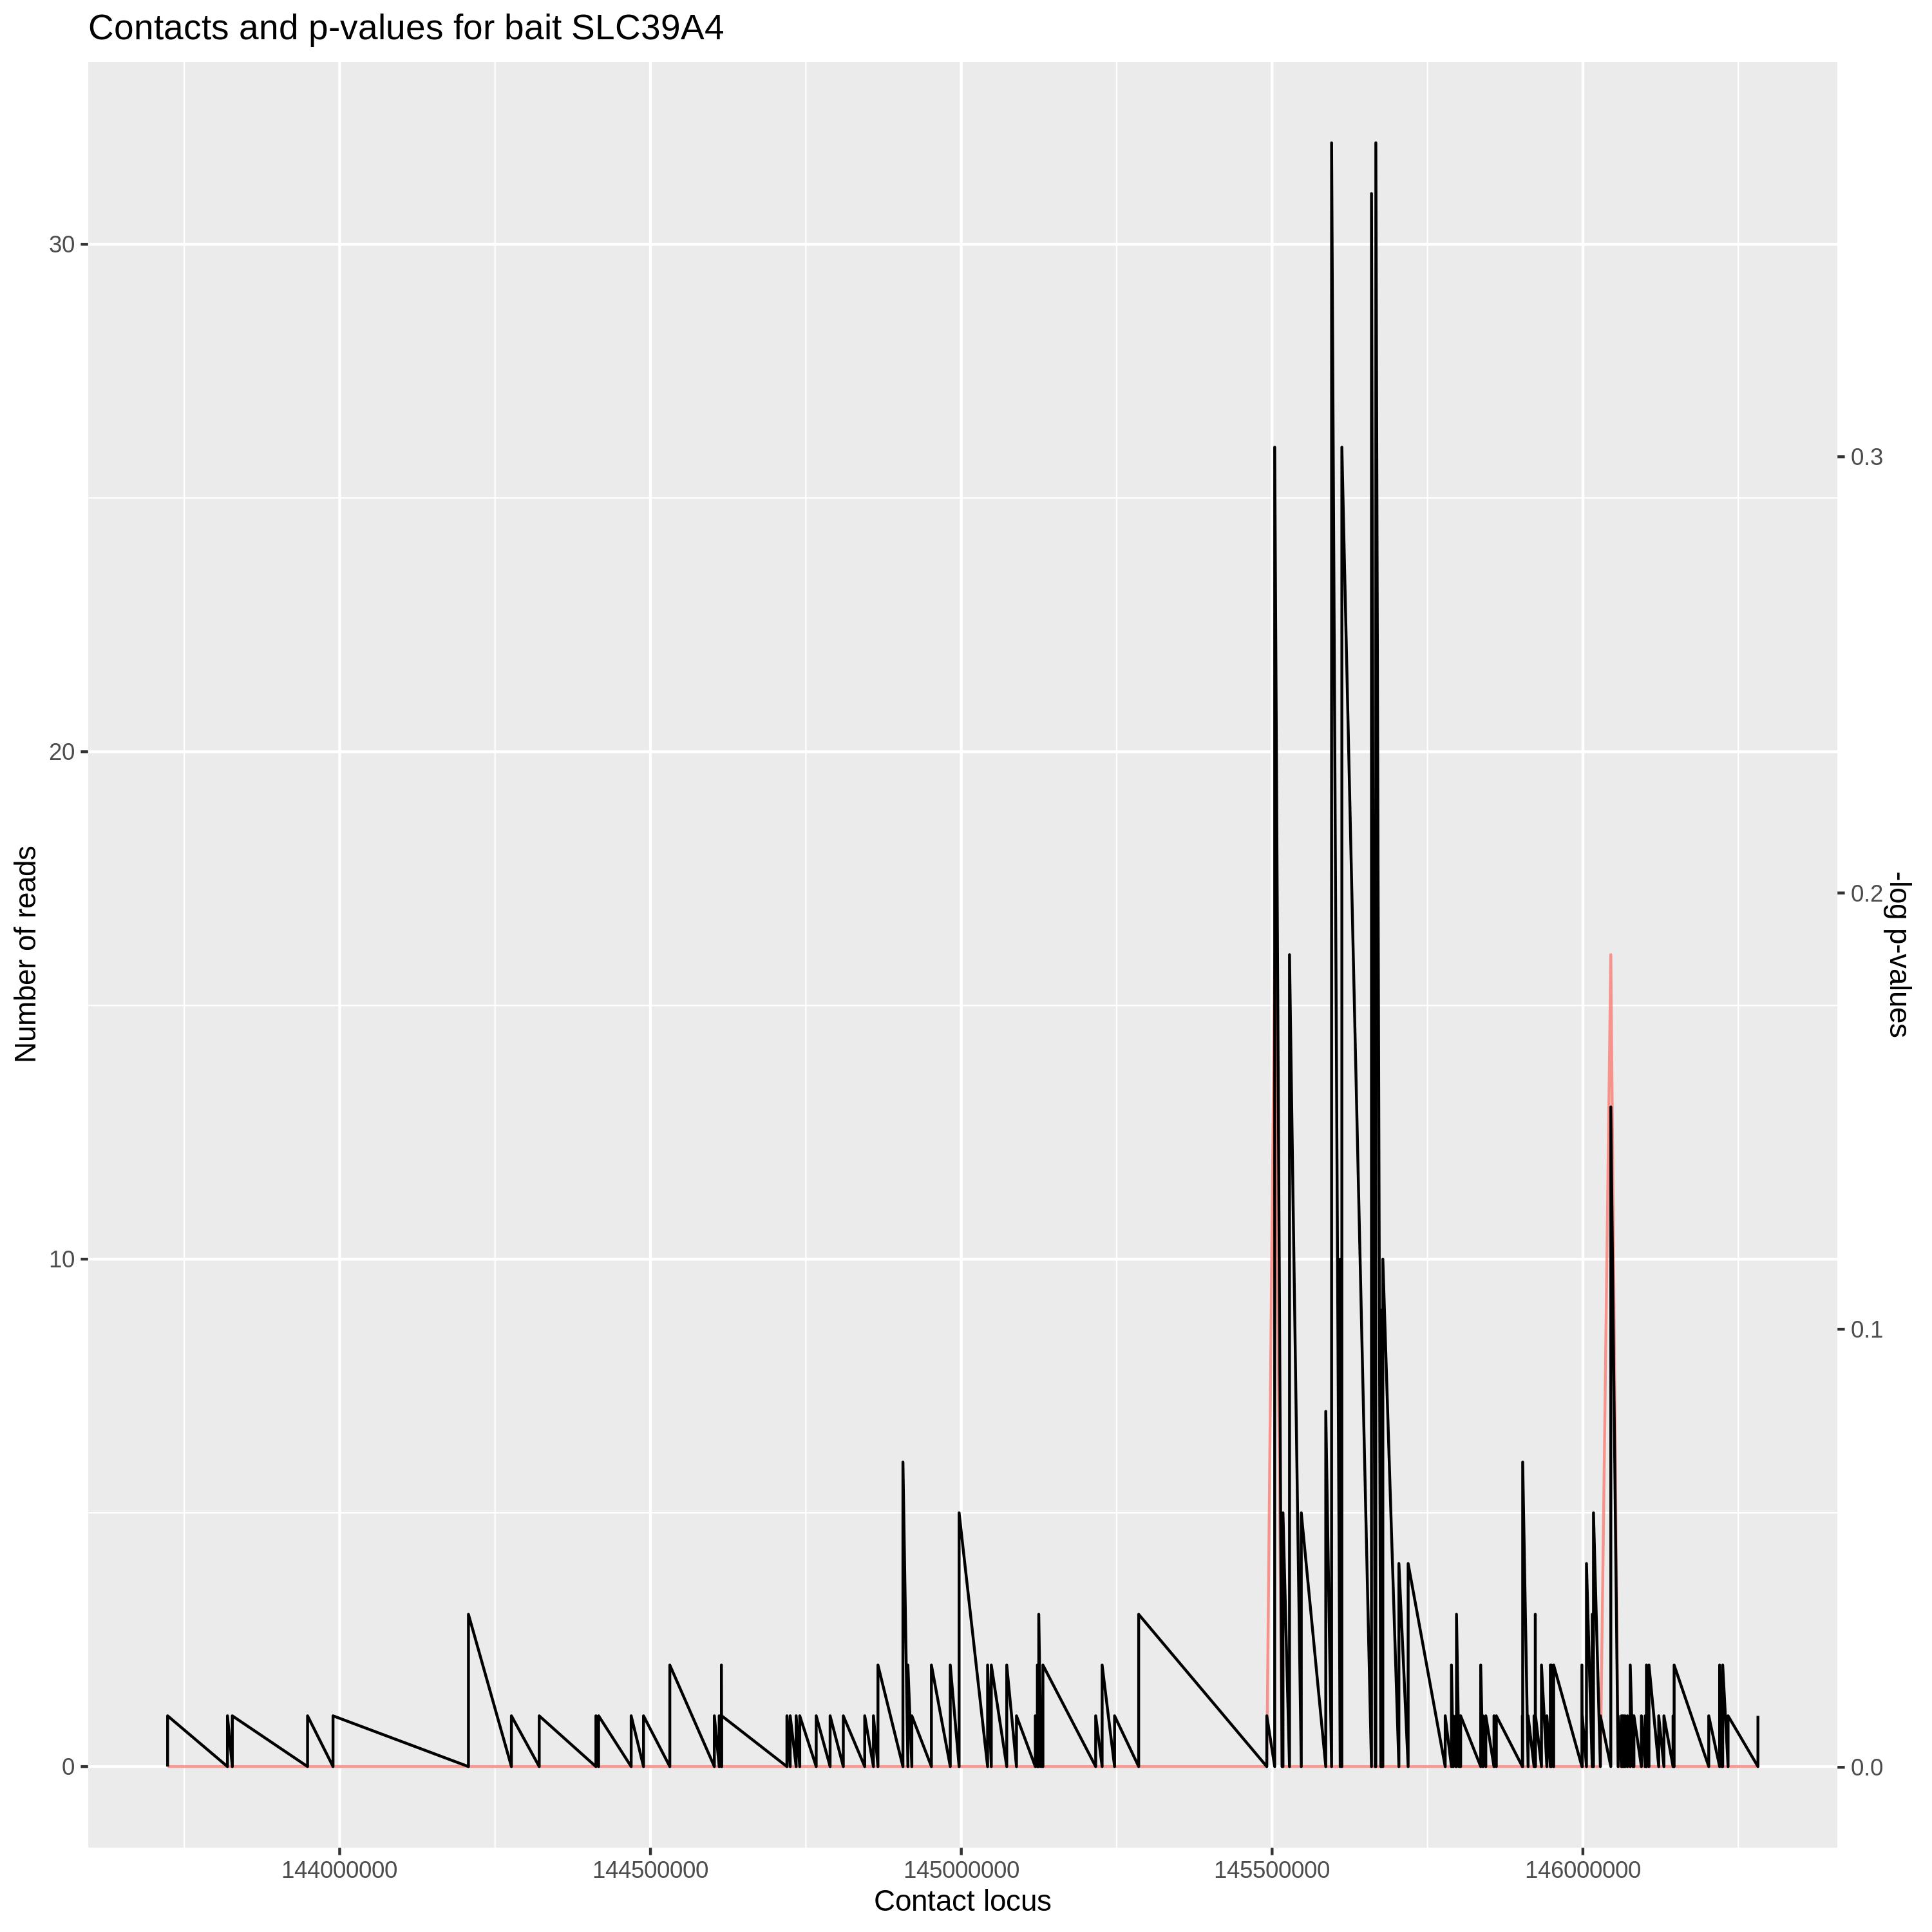 Contacts and p-values for bait SLC39A4
30
20
10
0
Number of reads
0.3
0.2
0.1
0.0
-log p-values
144000000 144500000 145000000 145500000 146000000
Contact locus